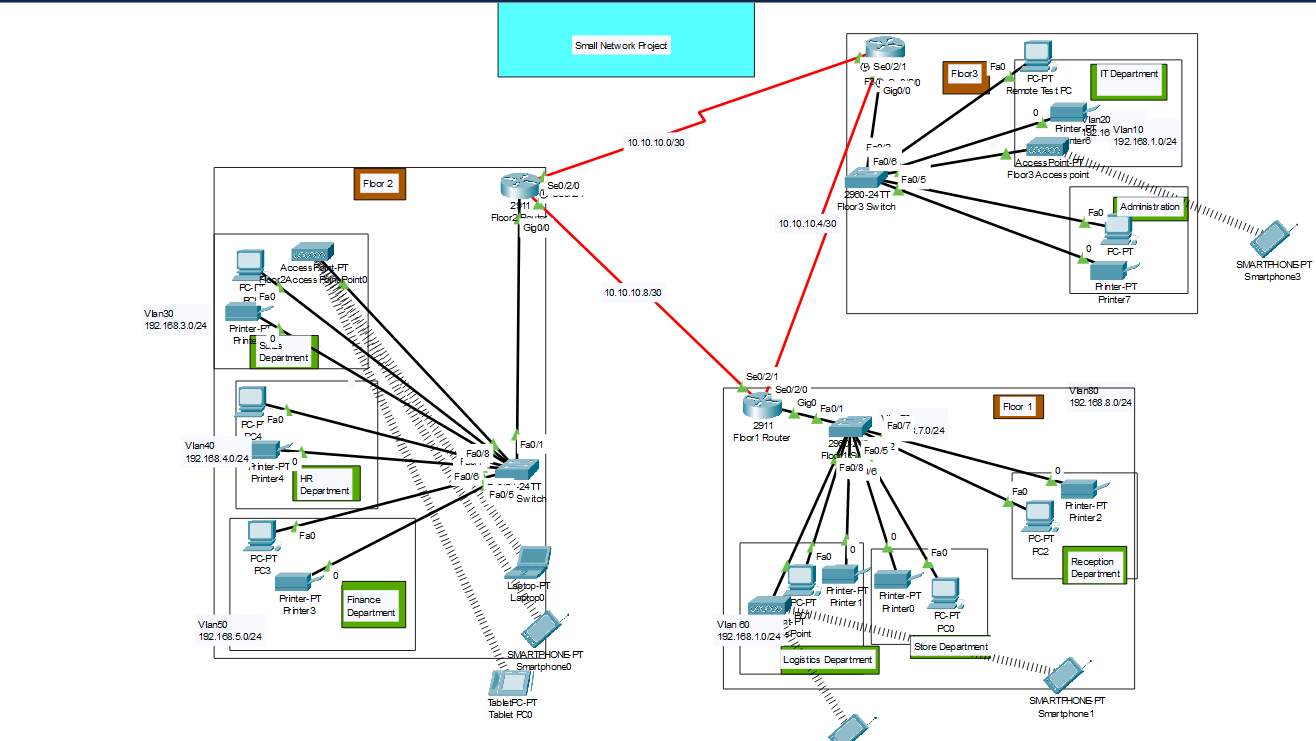 Small Network Project
Se0/2/1
Gig0/0
Floor3
Fa0
PC-PT
Remote Test PC
IT Department
0
Printer-PT
Vlan20
Vlan10
192.168.1.0/24
Access Point-PT
Floor3 Access point
Fa0/6
Fa0/5
2960-24TT
Floor3 Switch
Administration
Fa0
PC-PT
0
Printer-PT
Printer7
SMARTPHONE-PT
Smartphone3
10.10.10.0/30
10.10.10.4/30
10.10.10.8/30
Floor 2
Se0/2/0
2911
Floor2 Router
Gig0/0
Fa0
0
Vlan30
192.168.3.0/24
Department
Fa0
PC4
Vlan40
192.168.4.0/24
Printer-PT
Printer4
0
HR
Department
Fa0/1
Fa0/8
Fa0/6
Fa0/5
-24TT
Switch
Fa0
PC-PT
PC3
0
Printer-PT
Printer3
Finance
Department
Vlan50
192.168.5.0/24
Laptop-PT
Laptop0
SMARTPHONE-PT
Smartphone0
TabletPC-PT
Tablet PC0
Se0/2/1
Se0/2/0
Gig0
Fa0/1
2911
Floor1 Router
Floor 1
Vlan80
192.168.8.0/24
Fa0/7
.7.0/24
Fa0/5
2
Fa0/8
/6
0
Printer-PT
Printer2
Fa0
PC-PT
PC2
Reception
Department
Fa0
0
PC-PT
Printer-PT
Printer1
0
Printer-PT
Printer0
Fa0
PC-PT
PC0
Vlan 60
192.168.1.0/24
Logistics Department
Store Department
SMARTPHONE-PT
Smartphone1